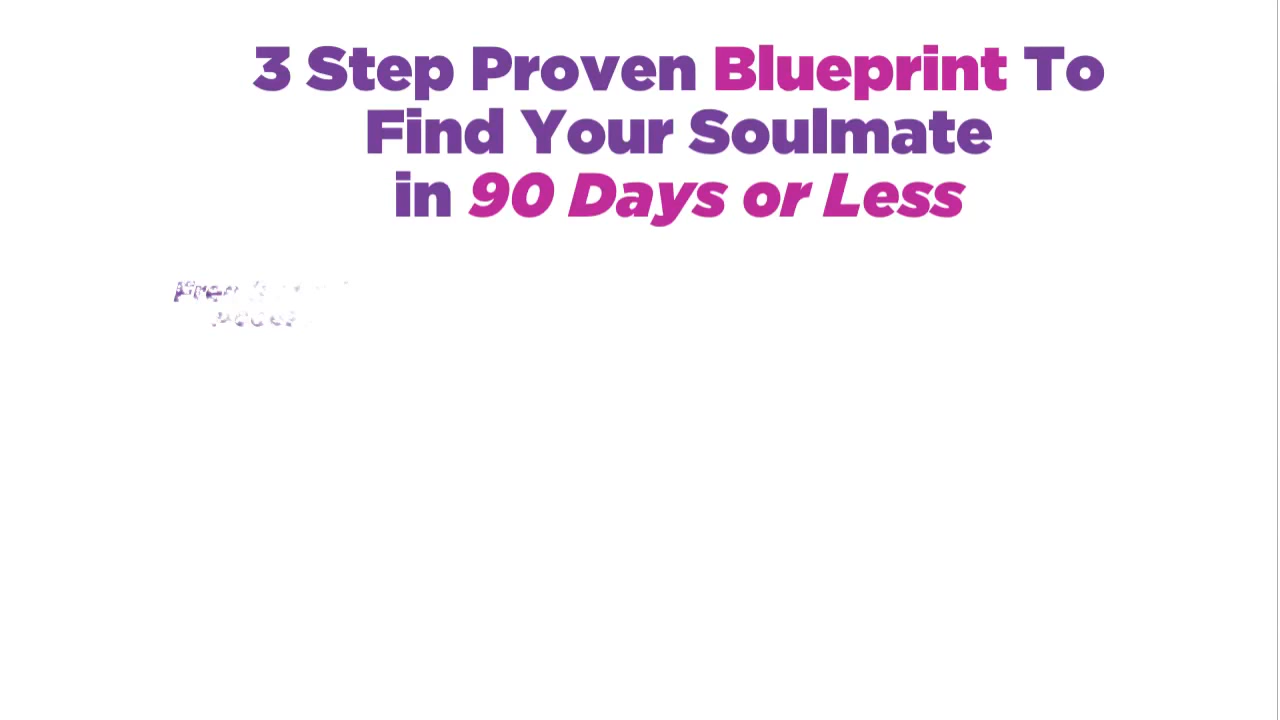 3 Step Proven Blueprint To
Find Your Soulmate
in 90 Days or Less